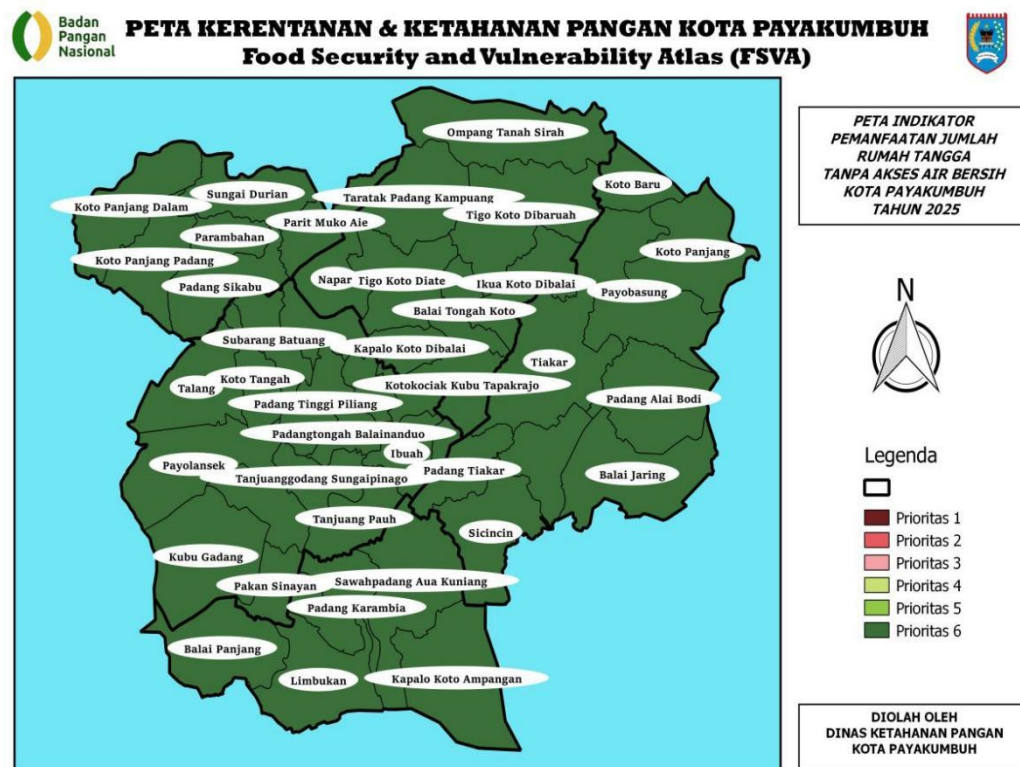 Badan
Pangan
Nasional
PETA KERENTANAN & KETAHANAN PANGAN KOTA PAYAKUMBUH
Food Security and Vulnerability Atlas (FSVA)
PETA INDIKATOR
PEMANFAATAN JUMLAH
RUMAH TANGGA
TANPA AKSES AIR BERSIH
KOTA PAYAKUMBUH
TAHUN 2025
Ompang Tanah Sirah
Koto Baru
Sungai Durian
Koto Panjang Dalam
Taratak Padang Kampuang
Tigo Koto Dibaruah
Parit Muko Aie
Parambahan
Koto Panjang
Koto Panjang Padang
Padang Sikabu
Napar
Tigo Koto Diate
Ikua Koto Dibalai
Payobasung
Balai Tongah Koto
Subarang Batuang
Kapalo Koto Dibalai
Tiakar
Talang
Koto Tangah
Kotokociak Kubu Tapakrajo
Padang Tinggi Piliang
Padang Alai Bodi
Padangtongah Balainanduo
Ibuah
Payolansek
Tanjuanggodang Sungaipinago
Padang Tiakar
Balai Jaring
Tanjuang Pauh
Sicincin
Kubu Gadang
Pakan Sinayan
Sawahpadang Aua Kuniang
Padang Karambia
Balai Panjang
Limbukan
Kapalo Koto Ampangan
N
Legenda
Prioritas 1
Prioritas 2
Prioritas 3
Prioritas 4
Prioritas 5
Prioritas 6
DIOLAH OLEH
DINAS KETAHANAN PANGAN
KOTA PAYAKUMBUH